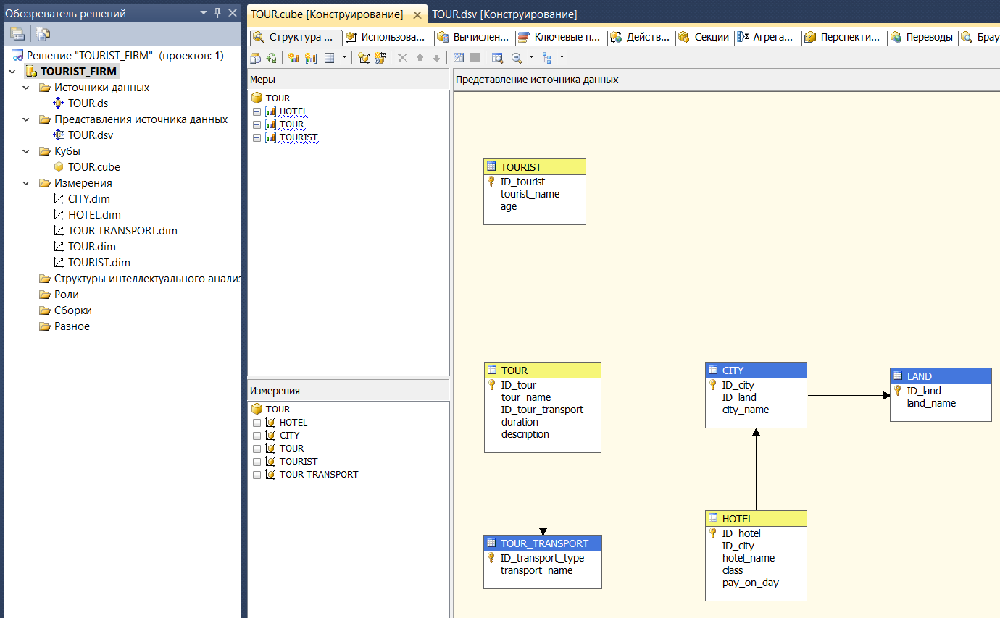 Обозреватель решений
Решение "TOURIST_FIRM" (проектов: 1)
TOURIST_FIRM
Источники данных
TOUR.ds
Представления источника данных
TOUR.dsv
Кубы
TOUR.cube
Измерения
CITY.dim
HOTEL.dim
TOUR TRANSPORT.dim
TOUR.dim
TOURIST.dim
Структуры интеллектуального анализ
Роли
Сборки
Разное
TOUR.cube [Конструирование]
TOUR.dsv [Конструирование]
Структура ...
Использова...
Вычислен...
Ключевые п...
Действ...
Секции
Агрега...
Перспекти...
Переводы
Брау
Меры
TOUR
HOTEL
TOUR
TOURIST
Измерения
TOUR
HOTEL
CITY
TOUR
TOURIST
TOUR TRANSPORT
Представление источника данных
TOURIST
ID_tourist
tourist_name
age
TOUR
ID_tour
tour_name
ID_tour_transport
duration
description
CITY
ID_city
ID_land
city_name
LAND
ID_land
land_name
TOUR_TRANSPORT
ID_transport_type
transport_name
HOTEL
ID_hotel
ID_city
hotel_name
class
pay_on_day